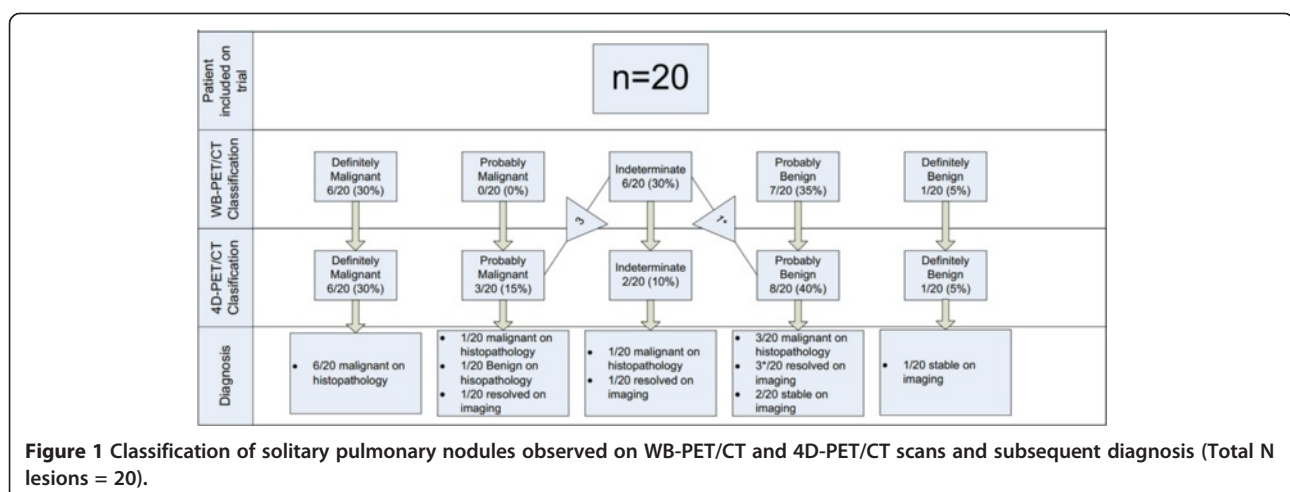 Patient
included on
trial
n=20
WB-PET/CT
Classification
Definitely
Malignant
6/20 (30%)
Probably
Malignant
0/20 (0%)
Indeterminate
6/20 (30%)
Probably
Benign
7/20 (35%)
Definitely
Benign
1/20 (5%)
3
1*
4D-PET/CT
Clasification
Definitely
Malignant
6/20 (30%)
Probably
Malignant
3/20 (15%)
Indeterminate
2/20 (10%)
Probably
Benign
8/20 (40%)
Definitely
Benign
1/20 (5%)
Diagnosis
• 6/20 malignant on
histopathology
• 1/20 malignant on
histopathology
• 1/20 Benign on
hisopathology
• 1/20 resolved on
imaging
• 1/20 malignant on
histopathology
• 1/20 resolved on
imaging
• 3/20 malignant on
histopathology
• 3*/20 resolved on
imaging
• 2/20 stable on
imaging
• 1/20 stable on
imaging
Figure 1 Classification of solitary pulmonary nodules observed on WB-PET/CT and 4D-PET/CT scans and subsequent diagnosis (Total N
lesions = 20).